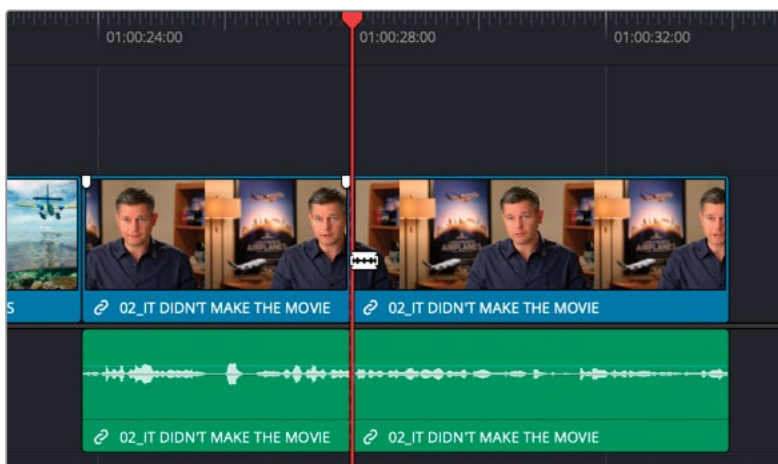 01:00:24:00
01:00:28:00
01:00:32:00
S
02_IT DIDN'T MAKE THE MOVIE
02_IT DIDN'T MAKE THE MOVIE
AIRPLANES
02_IT DIDN'T MAKE THE MOVIE
02_IT DIDN'T MAKE THE MOVIE